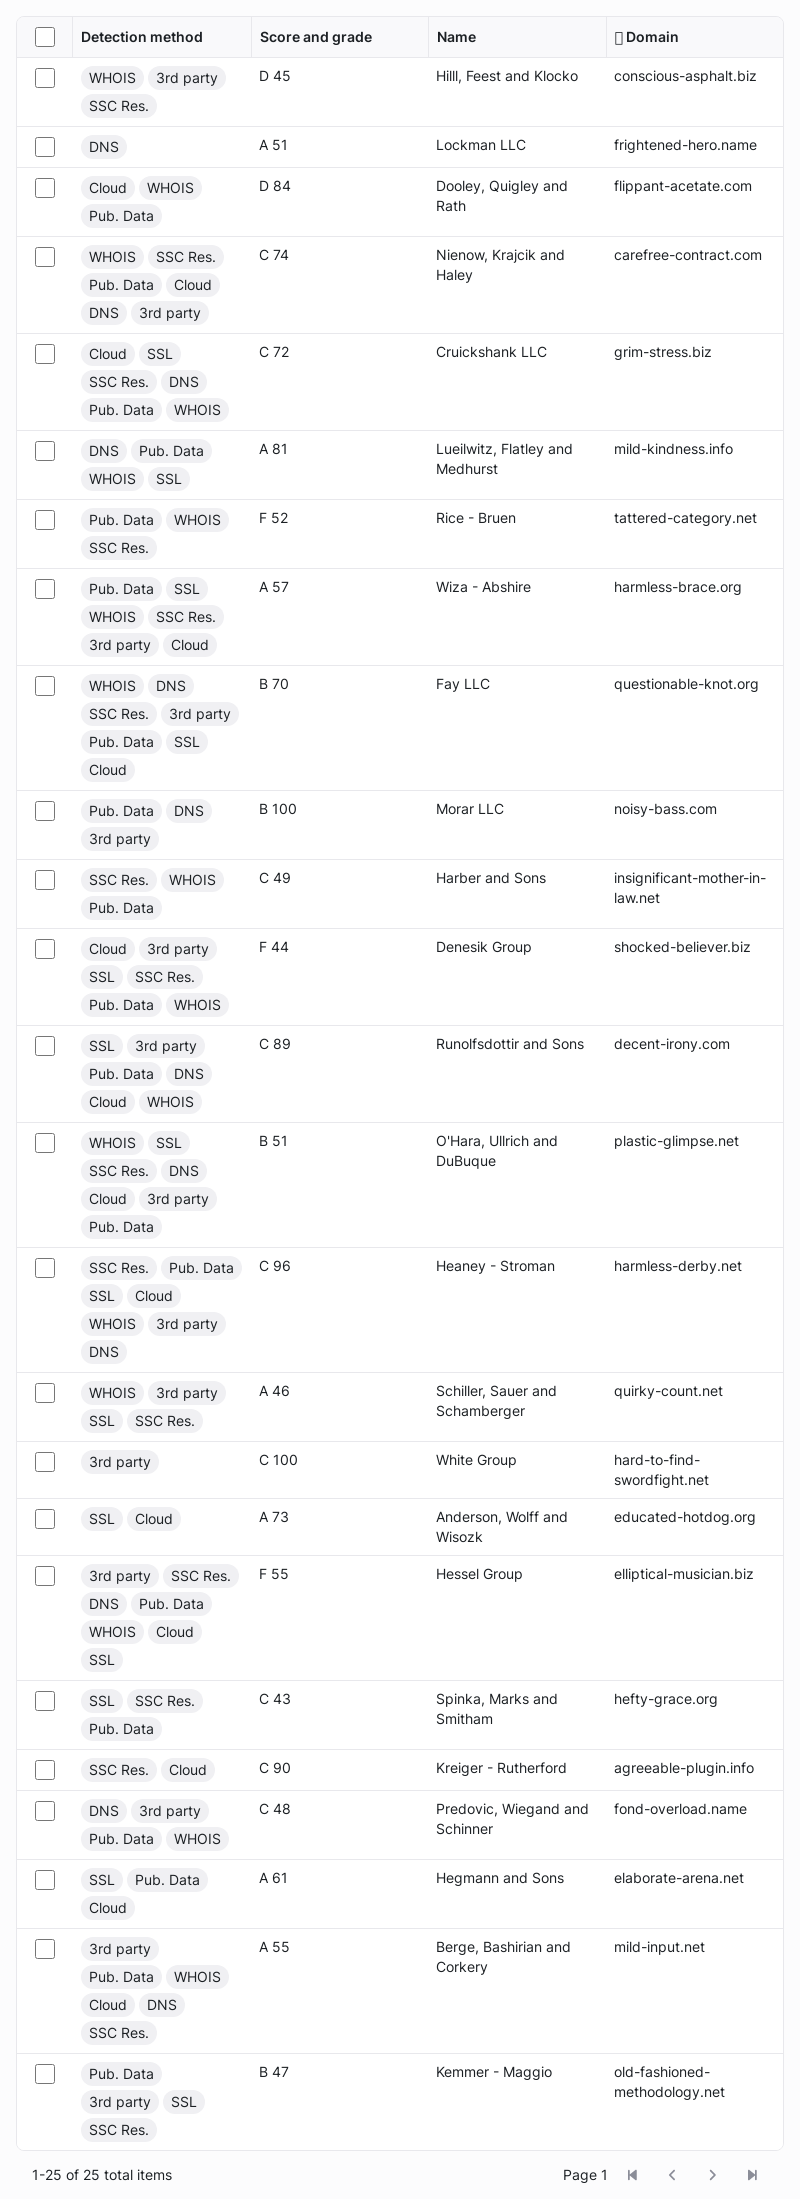 Detection method Score and grade Name Domain
WHOIS 3rd party D 45 Hilll, Feest and Klocko conscious-asphalt.biz
SSC Res.
DNS A 51 Lockman LLC frightened-hero.name
Cloud WHOIS D 84 Dooley, Quigley and flippant-acetate.com
Pub. Data Rath
WHOIS SSC Res. C 74 Nienow, Krajcik and carefree-contract.com
Pub. Data Cloud Haley
DNS 3rd party
Cloud SSL C 72 Cruickshank LLC grim-stress.biz
SSC Res. DNS
Pub. Data WHOIS
DNS Pub. Data A 81 Lueilwitz, Flatley and mild-kindness.info
WHOIS SSL Medhurst
Pub. Data WHOIS F 52 Rice - Bruen tattered-category.net
SSC Res.
Pub. Data SSL A 57 Wiza - Abshire harmless-brace.org
WHOIS SSC Res.
3rd party Cloud
WHOIS DNS B 70 Fay LLC questionable-knot.org
SSC Res. 3rd party
Pub. Data SSL
Cloud
Pub. Data DNS B 100 Morar LLC noisy-bass.com
3rd party
SSC Res. WHOIS C 49 Harber and Sons insignificant-mother-in-
Pub. Data law.net
Cloud 3rd party F 44 Denesik Group shocked-believer.biz
SSL SSC Res.
Pub. Data WHOIS
SSL 3rd party C 89 Runolfsdottir and Sons decent-irony.com
Pub. Data DNS
Cloud WHOIS
WHOIS SSL B 51 O'Hara, Ullrich and plastic-glimpse.net
SSC Res. DNS DuBuque
Cloud 3rd party
Pub. Data
SSC Res. Pub. Data C 96 Heaney - Stroman harmless-derby.net
SSL Cloud
WHOIS 3rd party
DNS
WHOIS 3rd party A 46 Schiller, Sauer and quirky-count.net
SSL SSC Res. Schamberger
3rd party C 100 White Group hard-to-find-
swordfight.net
SSL Cloud A 73 Anderson, Wolff and educated-hotdog.org
Wisozk
3rd party SSC Res. F 55 Hessel Group elliptical-musician.biz
DNS Pub. Data
WHOIS Cloud
SSL
SSL SSC Res. C 43 Spinka, Marks and hefty-grace.org
Pub. Data Smitham
SSC Res. Cloud C 90 Kreiger - Rutherford agreeable-plugin.info
DNS 3rd party C 48 Predovic, Wiegand and fond-overload.name
Pub. Data WHOIS Schinner
SSL Pub. Data A 61 Hegmann and Sons elaborate-arena.net
Cloud
3rd party A 55 Berge, Bashirian and mild-input.net
Pub. Data WHOIS Corkery
Cloud DNS
SSC Res.
Pub. Data B 47 Kemmer - Maggio old-fashioned-
3rd party SSL methodology.net
SSC Res.
1-25 of 25 total items Page 1